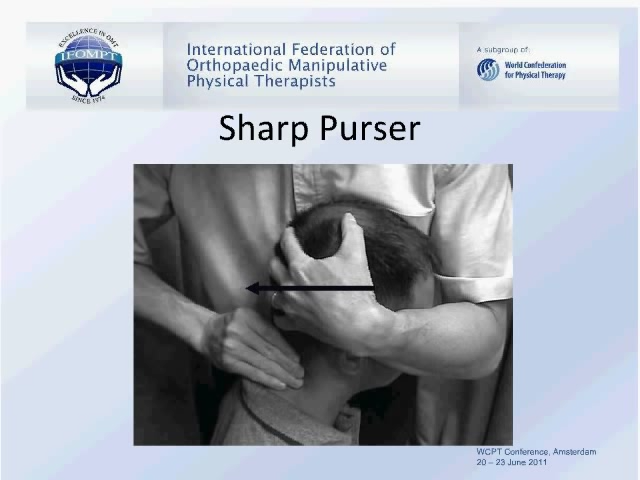 EXCELLENCE IN OMT
IFOMPT
SINCE 1974
International Federation of
Orthopaedic Manipulative
Physical Therapists
A subgroup of:
World Confederation
for Physical Therapy
Sharp Purser
WCPT Conference, Amsterdam
20 – 23 June 2011